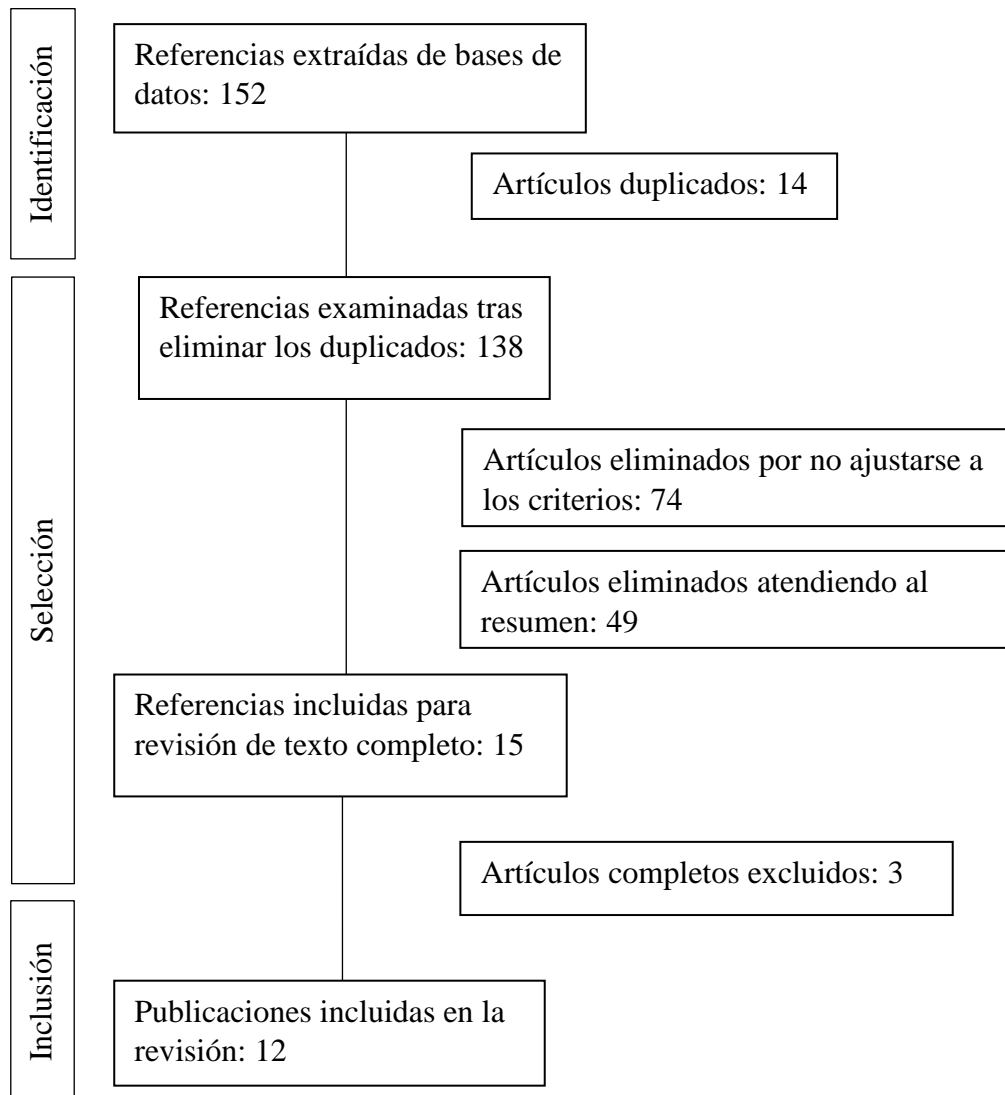 Identificación
Referencias extraídas de bases de
datos: 152
Artículos duplicados: 14
Selección
Referencias examinadas tras
eliminar los duplicados: 138
Artículos eliminados por no ajustarse a
los criterios: 74
Artículos eliminados atendiendo al
resumen: 49
Referencias incluidas para
revisión de texto completo: 15
Artículos completos excluidos: 3
Inclusión
Publicaciones incluidas en la
revisión: 12